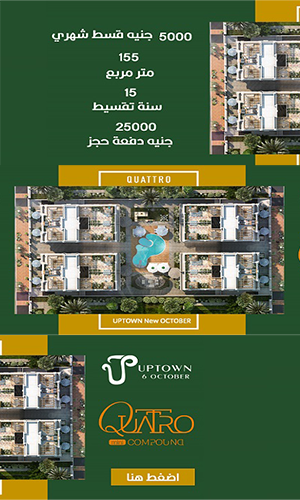 5000 جنيه قسط شهري
155
متر مربع
15
سنة تقسيط
25000
جنيه دفعة حجز
QUATTRO
UPTOWN New OCTOBER
UPTOWN
6 OCTOBER
QUATRO
COMPOUND
اضغط هنا